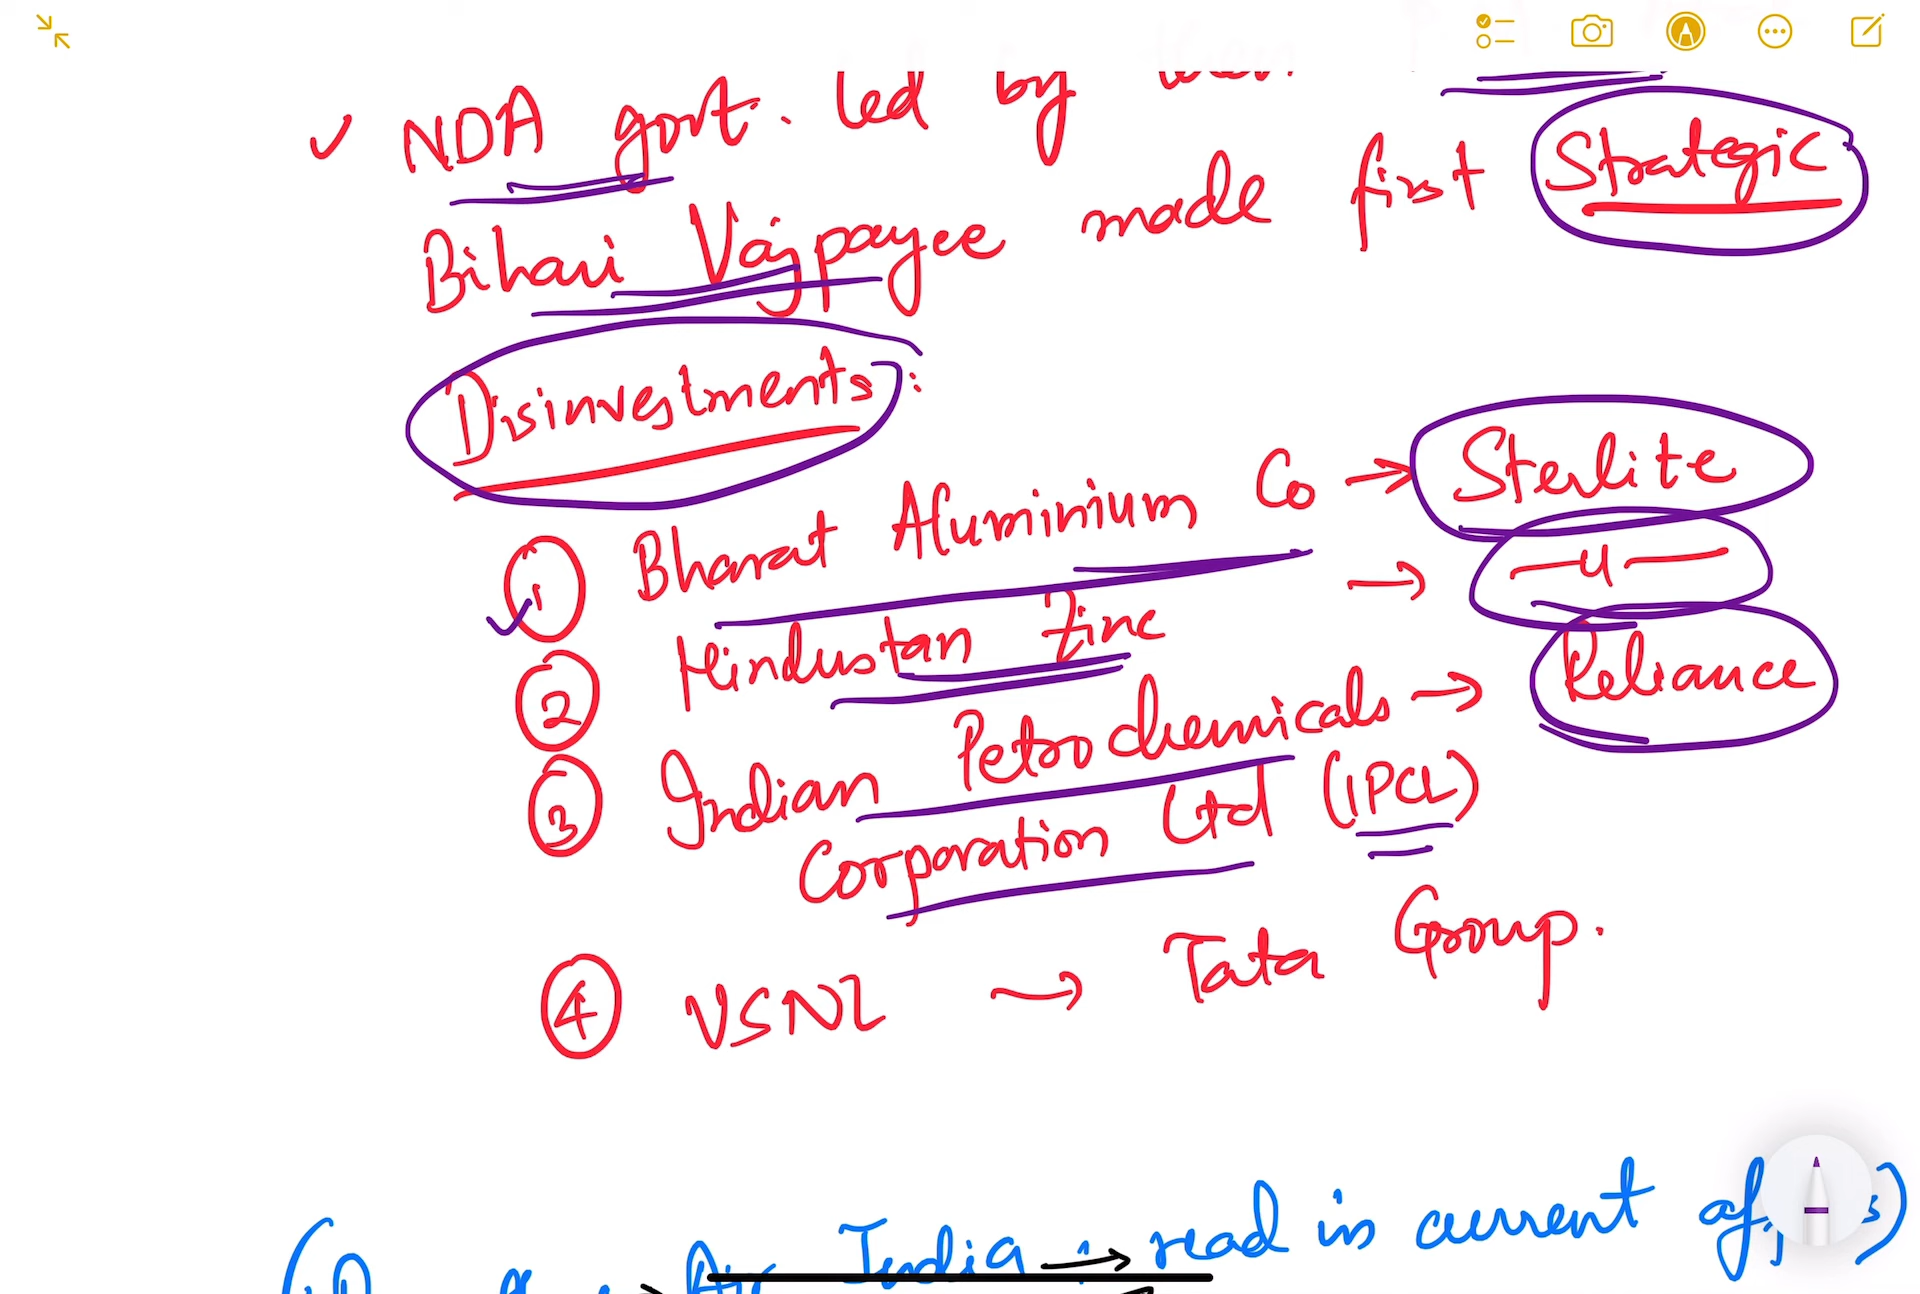 ✓ NDA govt. led by
Bihari Vajpayee made first Strategic
Disinvestments :
① Bharat Aluminium Co → Sterlite
② Hindustan Zinc → —"—
③ Indian Petrochemicals → Reliance
Corporation Ltd (IPCL)
④ VSNL → Tata Group.
Air India → read in current